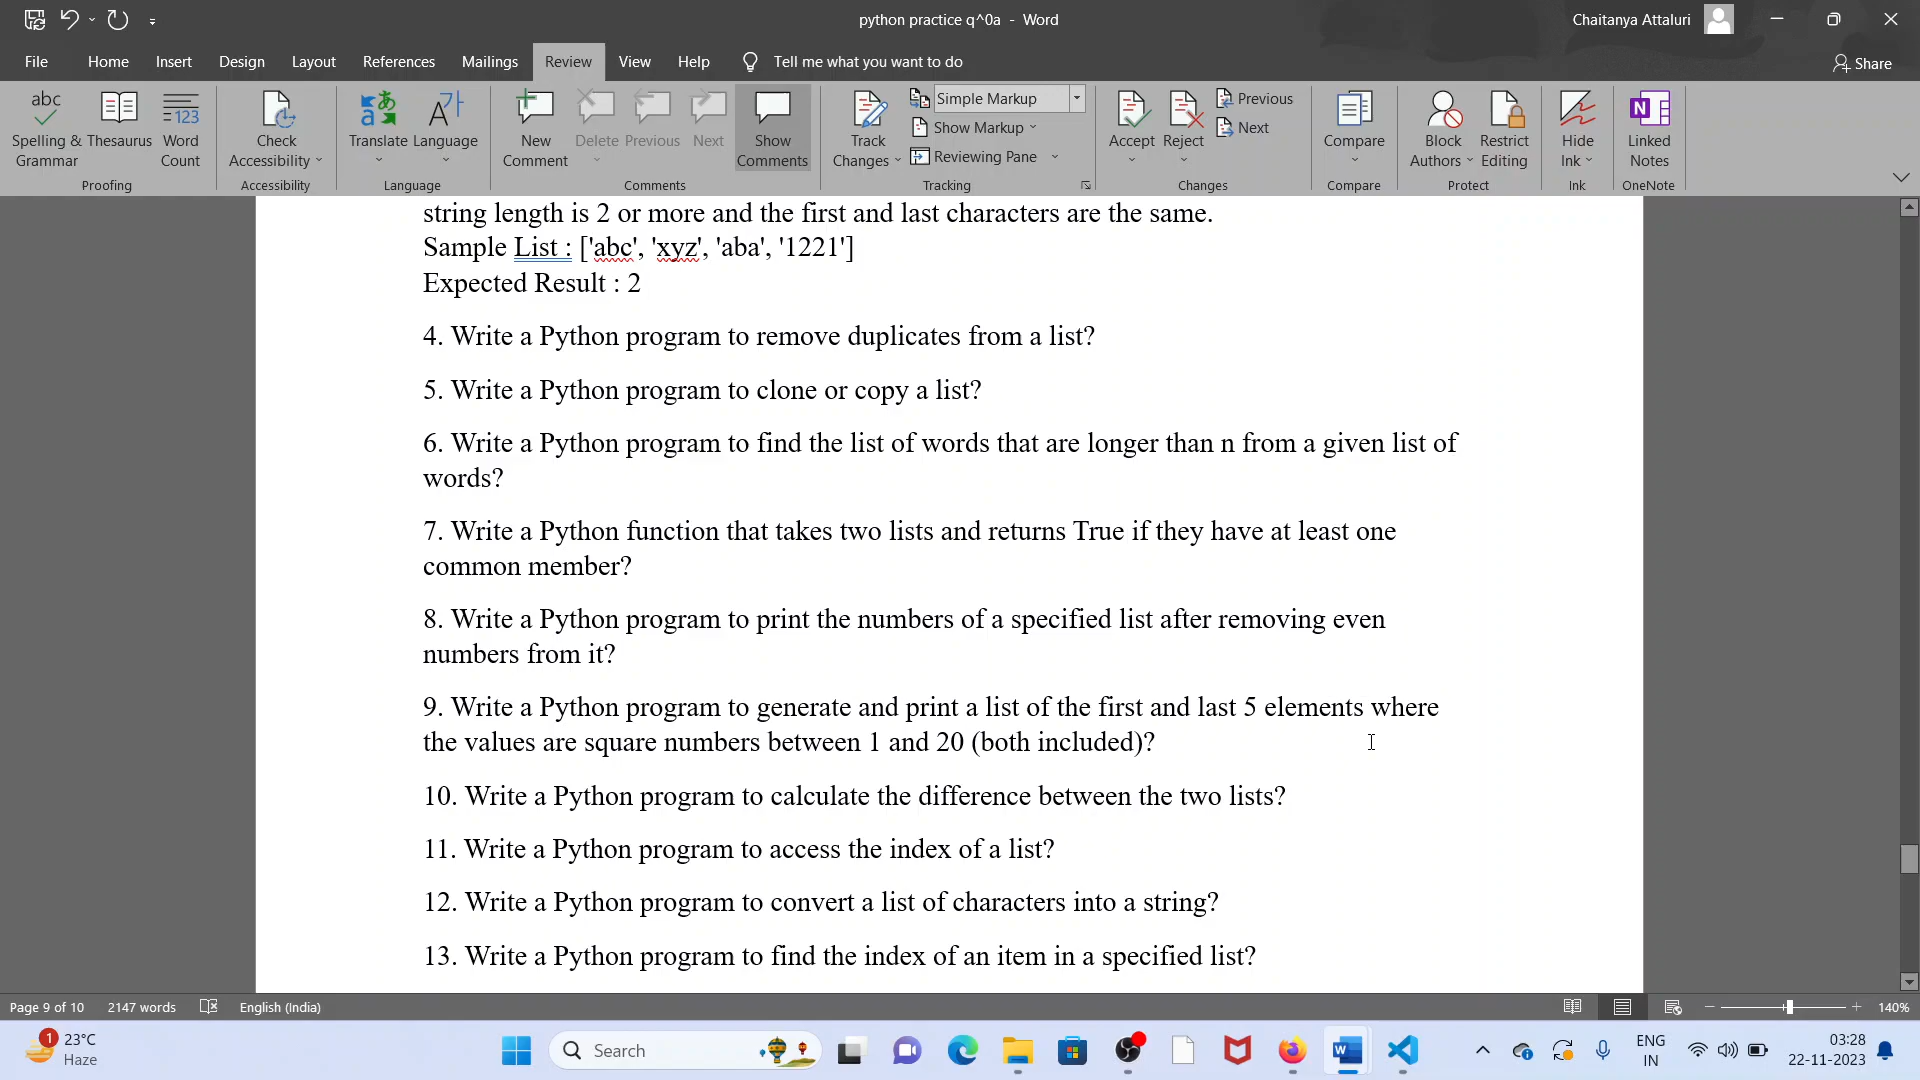 python practice q^0a - Word
Chaitanya Attaluri
File Home Insert Design Layout References Mailings Review View Help Tell me what you want to do Share
Spelling & Grammar
Thesaurus
Word Count
Proofing
Check Accessibility
Accessibility
Translate
Language
Language
New Comment
Delete
Previous
Next
Show Comments
Comments
Track Changes
Simple Markup
Show Markup
Reviewing Pane
Tracking
Accept
Reject
Previous
Next
Changes
Compare
Compare
Block Authors
Restrict Editing
Protect
Hide Ink
Ink
Linked Notes
OneNote
string length is 2 or more and the first and last characters are the same.
Sample List : ['abc', 'xyz', 'aba', '1221']
Expected Result : 2
4. Write a Python program to remove duplicates from a list?
5. Write a Python program to clone or copy a list?
6. Write a Python program to find the list of words that are longer than n from a given list of
words?
7. Write a Python function that takes two lists and returns True if they have at least one
common member?
8. Write a Python program to print the numbers of a specified list after removing even
numbers from it?
9. Write a Python program to generate and print a list of the first and last 5 elements where
the values are square numbers between 1 and 20 (both included)?
10. Write a Python program to calculate the difference between the two lists?
11. Write a Python program to access the index of a list?
12. Write a Python program to convert a list of characters into a string?
13. Write a Python program to find the index of an item in a specified list?
Page 9 of 10 2147 words English (India) 140%
1 23°C
Haze
Search
ENG
IN
03:28
22-11-2023